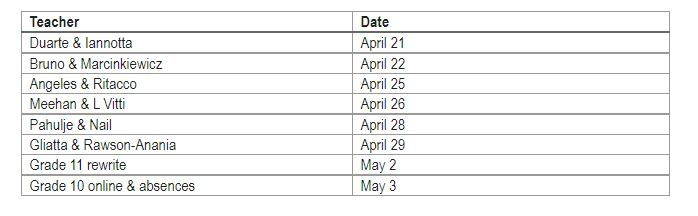 Teacher Date
Duarte & Iannotta April 21
Bruno & Marcinkiewicz April 22
Angeles & Ritacco April 25
Meehan & L Vitti April 26
Pahulje & Nail April 28
Gliatta & Rawson-Anania April 29
Grade 11 rewrite May 2
Grade 10 online & absences May 3